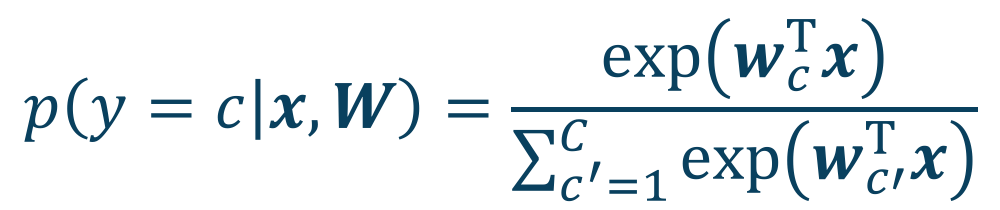 p(y = c|x, W) = exp(w_c^T x) / ∑_{c'=1}^{C} exp(w_{c'}^T x)